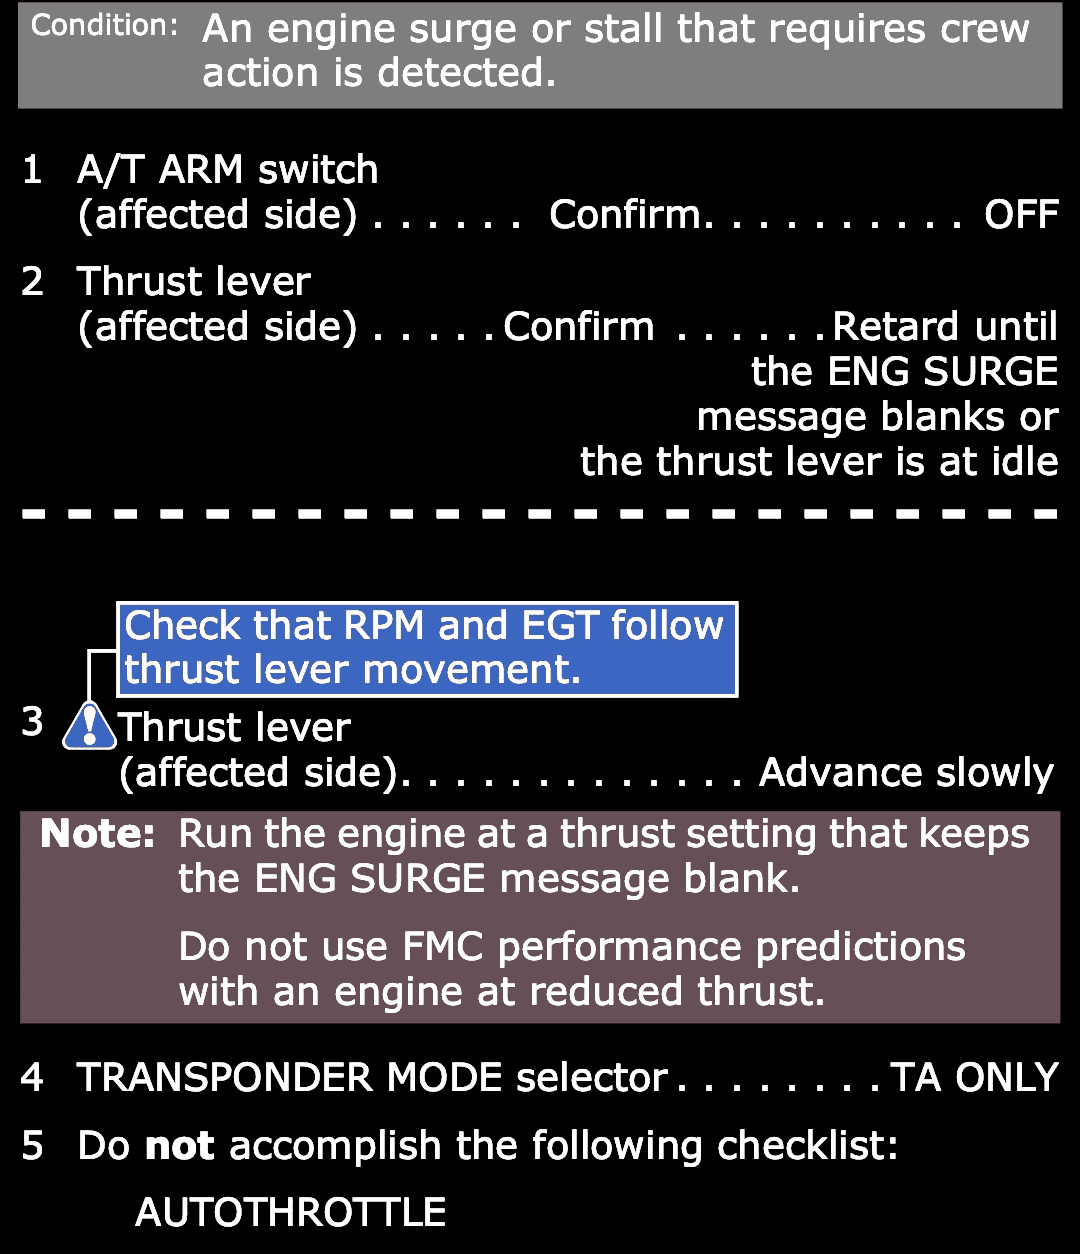 Condition: An engine surge or stall that requires crew
action is detected.
1 A/T ARM switch
(affected side) . . . . . . Confirm. . . . . . . . . . OFF
2 Thrust lever
(affected side) . . . . . Confirm . . . . . . Retard until
the ENG SURGE
message blanks or
the thrust lever is at idle
Check that RPM and EGT follow
thrust lever movement.
3 ! Thrust lever
(affected side). . . . . . . . . . . . . Advance slowly
Note: Run the engine at a thrust setting that keeps
the ENG SURGE message blank.
Do not use FMC performance predictions
with an engine at reduced thrust.
4 TRANSPONDER MODE selector . . . . . . . . TA ONLY
5 Do not accomplish the following checklist:
AUTOTHROTTLE